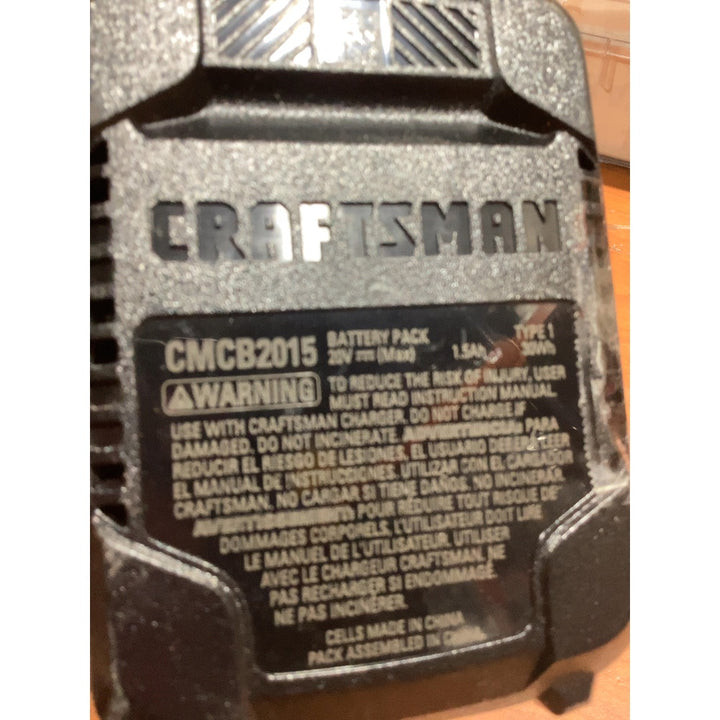 CRAFTSMAN
CMCB2015 BATTERY PACK TYPE 1
20V (Max) 1.5Ah 30Wh
WARNING TO REDUCE THE RISK OF INJURY, USER
MUST READ INSTRUCTION MANUAL.
USE WITH CRAFTSMAN CHARGER. DO NOT CHARGE IF
DAMAGED. DO NOT INCINERATE. ADVERTENCIA: PARA
REDUCIR EL RIESGO DE LESIONES, EL USUARIO DEBE LEER
EL MANUAL DE INSTRUCCIONES. UTILIZAR CON EL CARGADOR
CRAFTSMAN. NO CARGAR SI TIENE DAÑOS. NO INCINERAR.
AVERTISSEMENT: POUR RÉDUIRE TOUT RISQUE DE
DOMMAGES CORPORELS, L'UTILISATEUR DOIT LIRE
LE MANUEL DE L'UTILISATEUR. UTILISER
AVEC LE CHARGEUR CRAFTSMAN. NE
PAS RECHARGER SI ENDOMMAGÉ.
NE PAS INCINÉRER.
CELLS MADE IN CHINA
PACK ASSEMBLED IN CHINA.